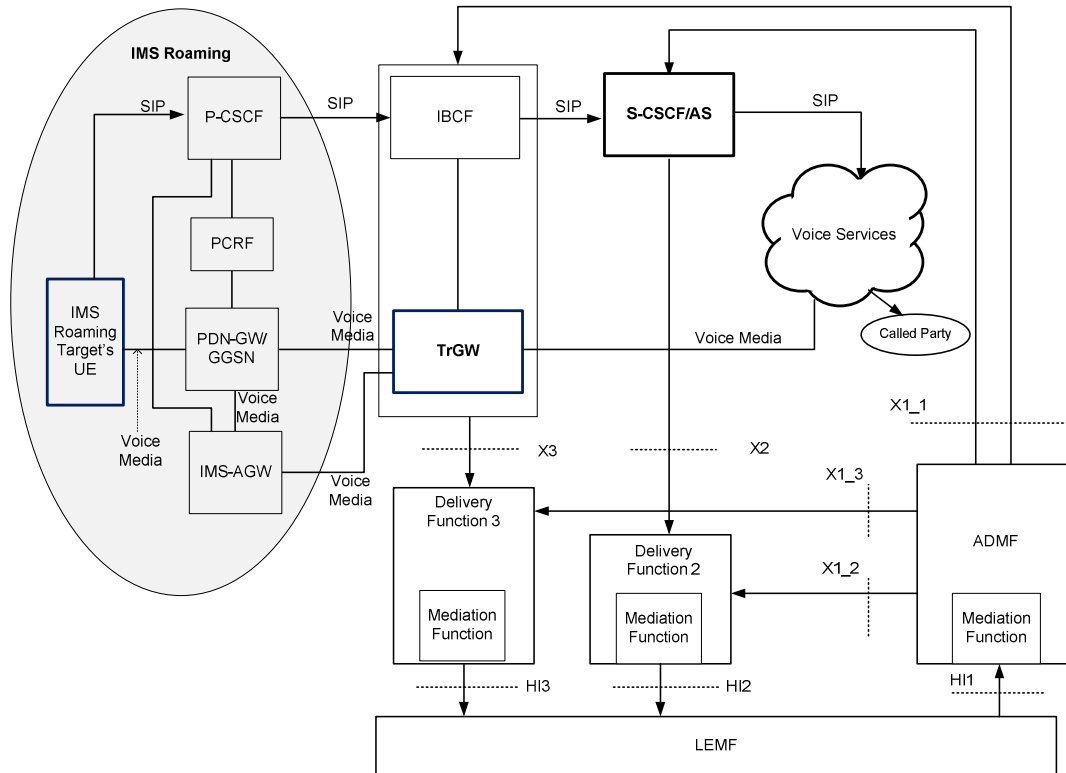 IMS Roaming
SIP
P-CSCF
SIP
IBCF
SIP
S-CSCF/AS
SIP
PCRF
Voice Services
IMS
Roaming
Target's
UE
PDN-GW/
GGSN
Voice
Media
TrGW
Voice Media
Called Party
Voice
Media
Voice
Media
IMS-AGW
Voice
Media
X3
X2
X1_1
X1_3
Delivery
Function 3
ADMF
Delivery
Function 2
X1_2
Mediation
Function
Mediation
Function
Mediation
Function
HI3
HI2
HI1
LEMF